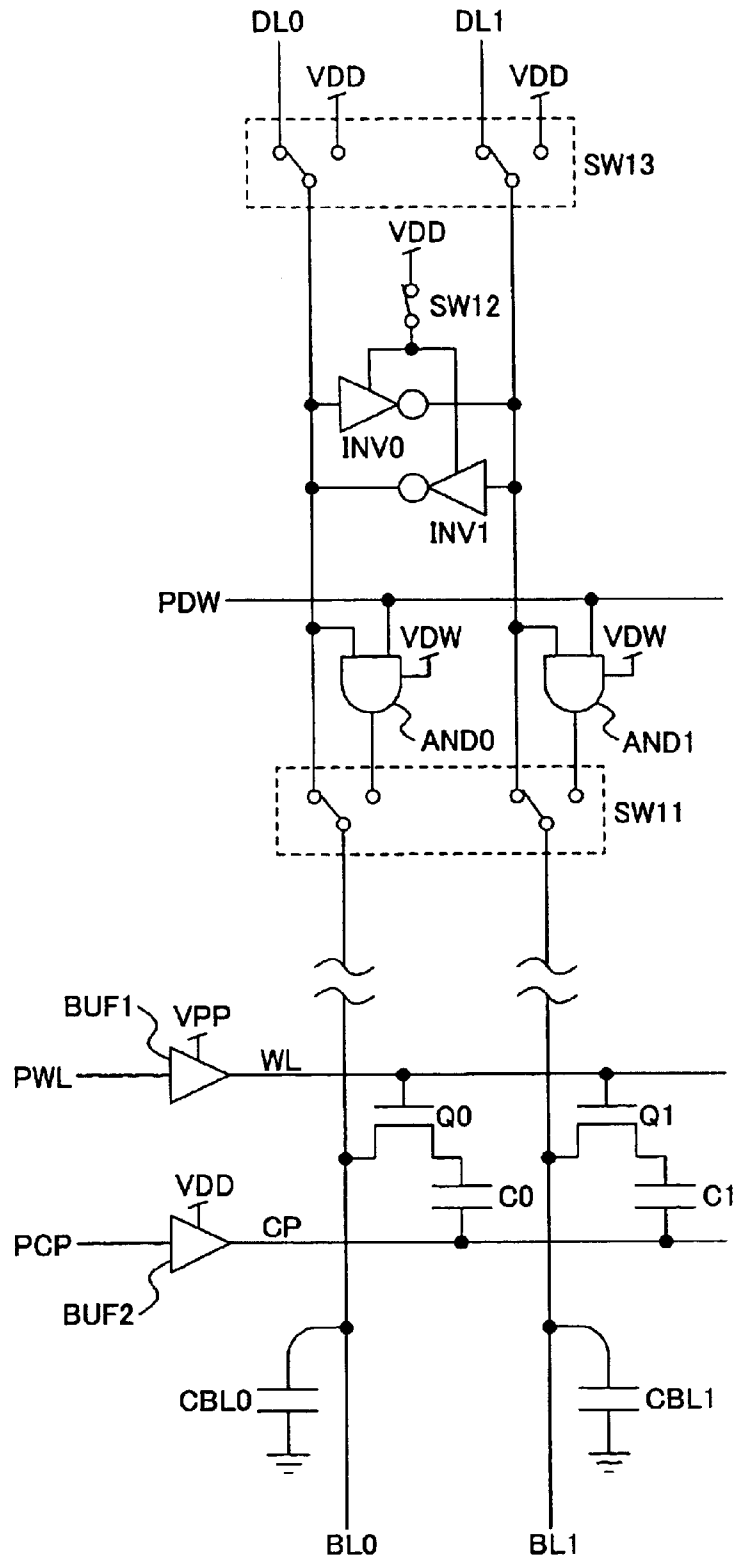 DL0 DL1
VDD VDD
SW13
VDD
SW12
INV0
INV1
PDW
VDW VDW
AND0 AND1
SW11
BUF1 VPP
PWL WL
Q0 Q1
C0 C1
VDD
PCP CP
BUF2
CBL0 CBL1
BL0 BL1